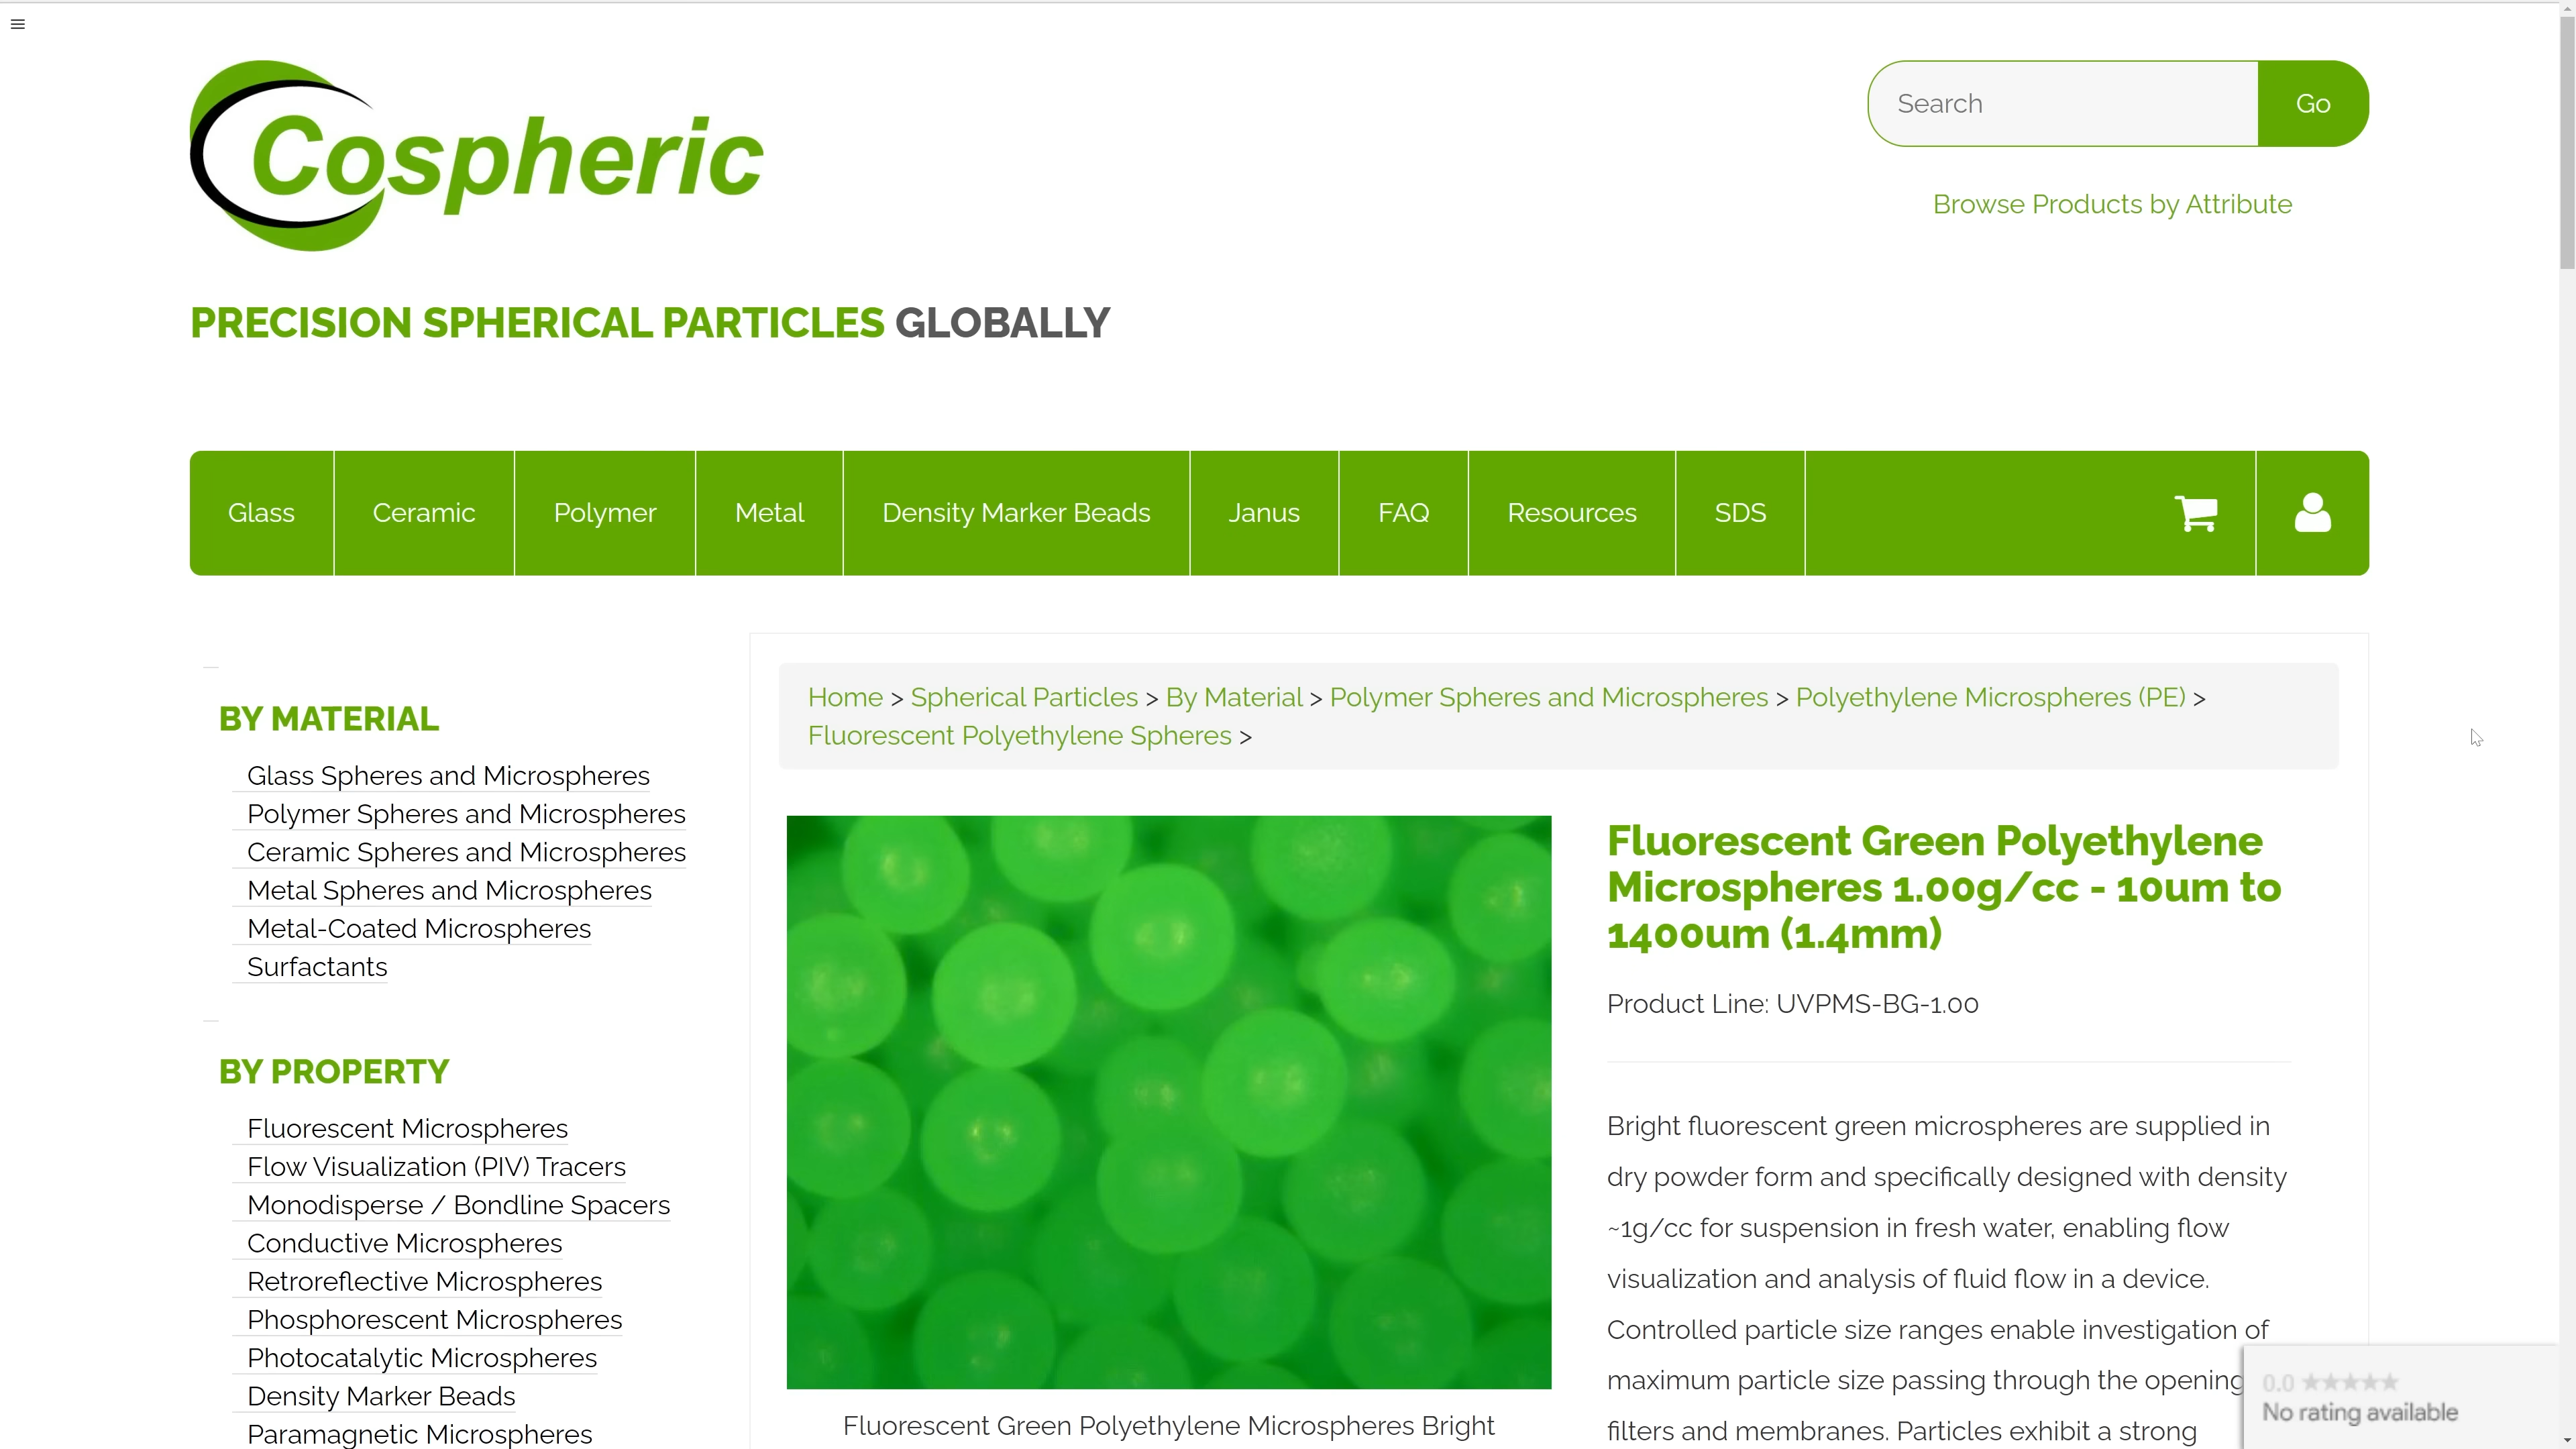 Cospheric
Search
Go
Browse Products by Attribute
PRECISION SPHERICAL PARTICLES GLOBALLY
Glass
Ceramic
Polymer
Metal
Density Marker Beads
Janus
FAQ
Resources
SDS
BY MATERIAL
Glass Spheres and Microspheres
Polymer Spheres and Microspheres
Ceramic Spheres and Microspheres
Metal Spheres and Microspheres
Metal-Coated Microspheres
Surfactants
BY PROPERTY
Fluorescent Microspheres
Flow Visualization (PIV) Tracers
Monodisperse / Bondline Spacers
Conductive Microspheres
Retroreflective Microspheres
Phosphorescent Microspheres
Photocatalytic Microspheres
Density Marker Beads
Paramagnetic Microspheres
Home > Spherical Particles > By Material > Polymer Spheres and Microspheres > Polyethylene Microspheres (PE) >
Fluorescent Polyethylene Spheres >
Fluorescent Green Polyethylene Microspheres Bright
Fluorescent Green Polyethylene
Microspheres 1.00g/cc - 10um to
1400um (1.4mm)
Product Line: UVPMS-BG-1.00
Bright fluorescent green microspheres are supplied in
dry powder form and specifically designed with density
~1g/cc for suspension in fresh water, enabling flow
visualization and analysis of fluid flow in a device.
Controlled particle size ranges enable investigation of
maximum particle size passing through the opening
filters and membranes. Particles exhibit a strong
0.0 ★★★★★
No rating available